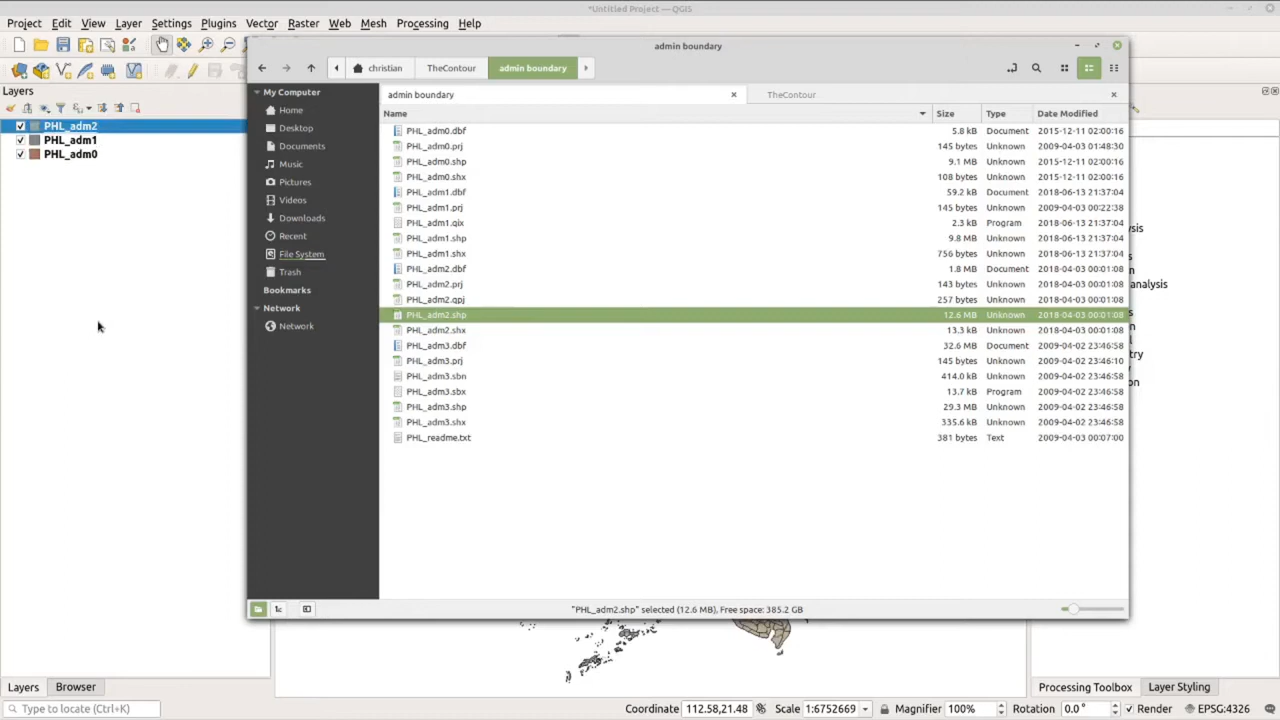 *Untitled Project — QGIS
Project Edit View Layer Settings Plugins Vector Raster Web Mesh Processing Help
admin boundary
christian TheContour admin boundary
Layers
My Computer
Home
Desktop
Documents
Music
Pictures
Videos
Downloads
Recent
File System
Trash
Bookmarks
Network
Network
PHL_adm2
PHL_adm1
PHL_adm0
admin boundary TheContour
Name Size Type Date Modified
PHL_adm0.dbf 5.8 kB Document 2015-12-11 02:00:16
PHL_adm0.prj 145 bytes Unknown 2009-04-03 01:48:30
PHL_adm0.shp 9.1 MB Unknown 2015-12-11 02:00:16
PHL_adm0.shx 108 bytes Unknown 2015-12-11 02:00:16
PHL_adm1.dbf 59.2 kB Document 2018-06-13 21:37:04
PHL_adm1.prj 145 bytes Unknown 2009-04-03 00:22:38
PHL_adm1.qix 2.3 kB Program 2018-06-13 21:37:04
PHL_adm1.shp 9.8 MB Unknown 2018-06-13 21:37:04
PHL_adm1.shx 756 bytes Unknown 2018-06-13 21:37:04
PHL_adm2.dbf 1.8 MB Document 2018-04-03 00:01:08
PHL_adm2.prj 143 bytes Unknown 2018-04-03 00:01:08
PHL_adm2.qpj 257 bytes Unknown 2018-04-03 00:01:08
PHL_adm2.shp 12.6 MB Unknown 2018-04-03 00:01:08
PHL_adm2.shx 13.3 kB Unknown 2018-04-03 00:01:08
PHL_adm3.dbf 32.6 MB Document 2009-04-02 23:46:58
PHL_adm3.prj 145 bytes Unknown 2009-04-02 23:46:10
PHL_adm3.sbn 414.0 kB Unknown 2009-04-02 23:46:58
PHL_adm3.sbx 13.7 kB Program 2009-04-02 23:46:58
PHL_adm3.shp 29.3 MB Unknown 2009-04-02 23:46:58
PHL_adm3.shx 335.6 kB Unknown 2009-04-02 23:46:58
PHL_readme.txt 381 bytes Text 2009-04-03 00:07:00
"PHL_adm2.shp" selected (12.6 MB), Free space: 385.2 GB
ysis
analysis
Layers Browser
Processing Toolbox Layer Styling
Type to locate (Ctrl+K)
Coordinate 112.58,21.48 Scale 1:6752669 Magnifier 100% Rotation 0.0° Render EPSG:4326